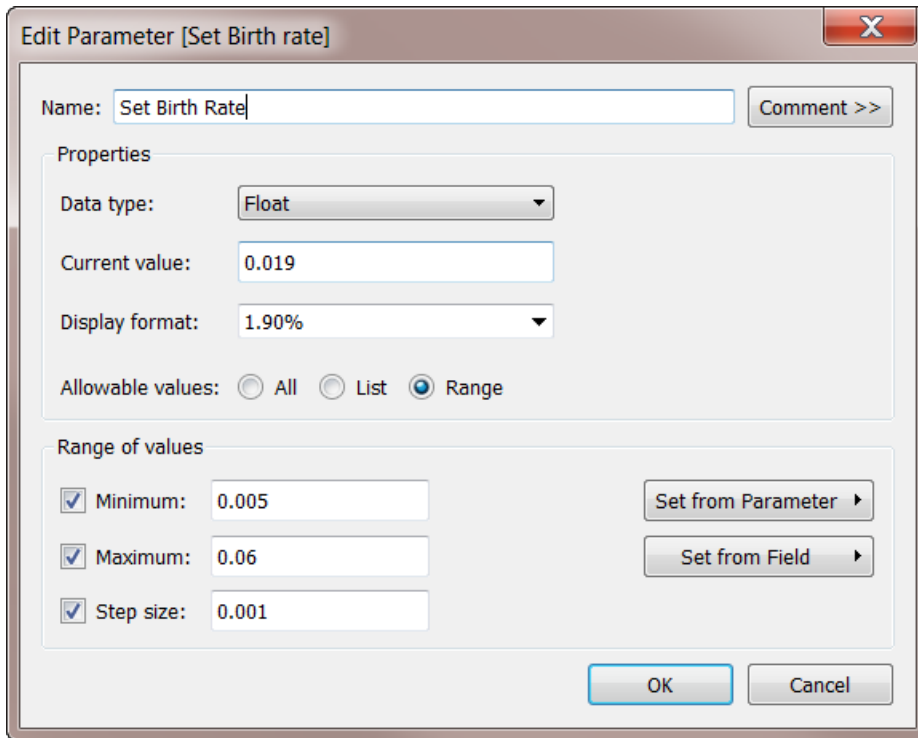 Edit Parameter [Set Birth rate]
X
Name: Set Birth Rate Comment >>
Properties
Data type: Float
Current value: 0.019
Display format: 1.90%
Allowable values: All List Range
Range of values
Minimum: 0.005 Set from Parameter
Maximum: 0.06 Set from Field
Step size: 0.001
OK Cancel